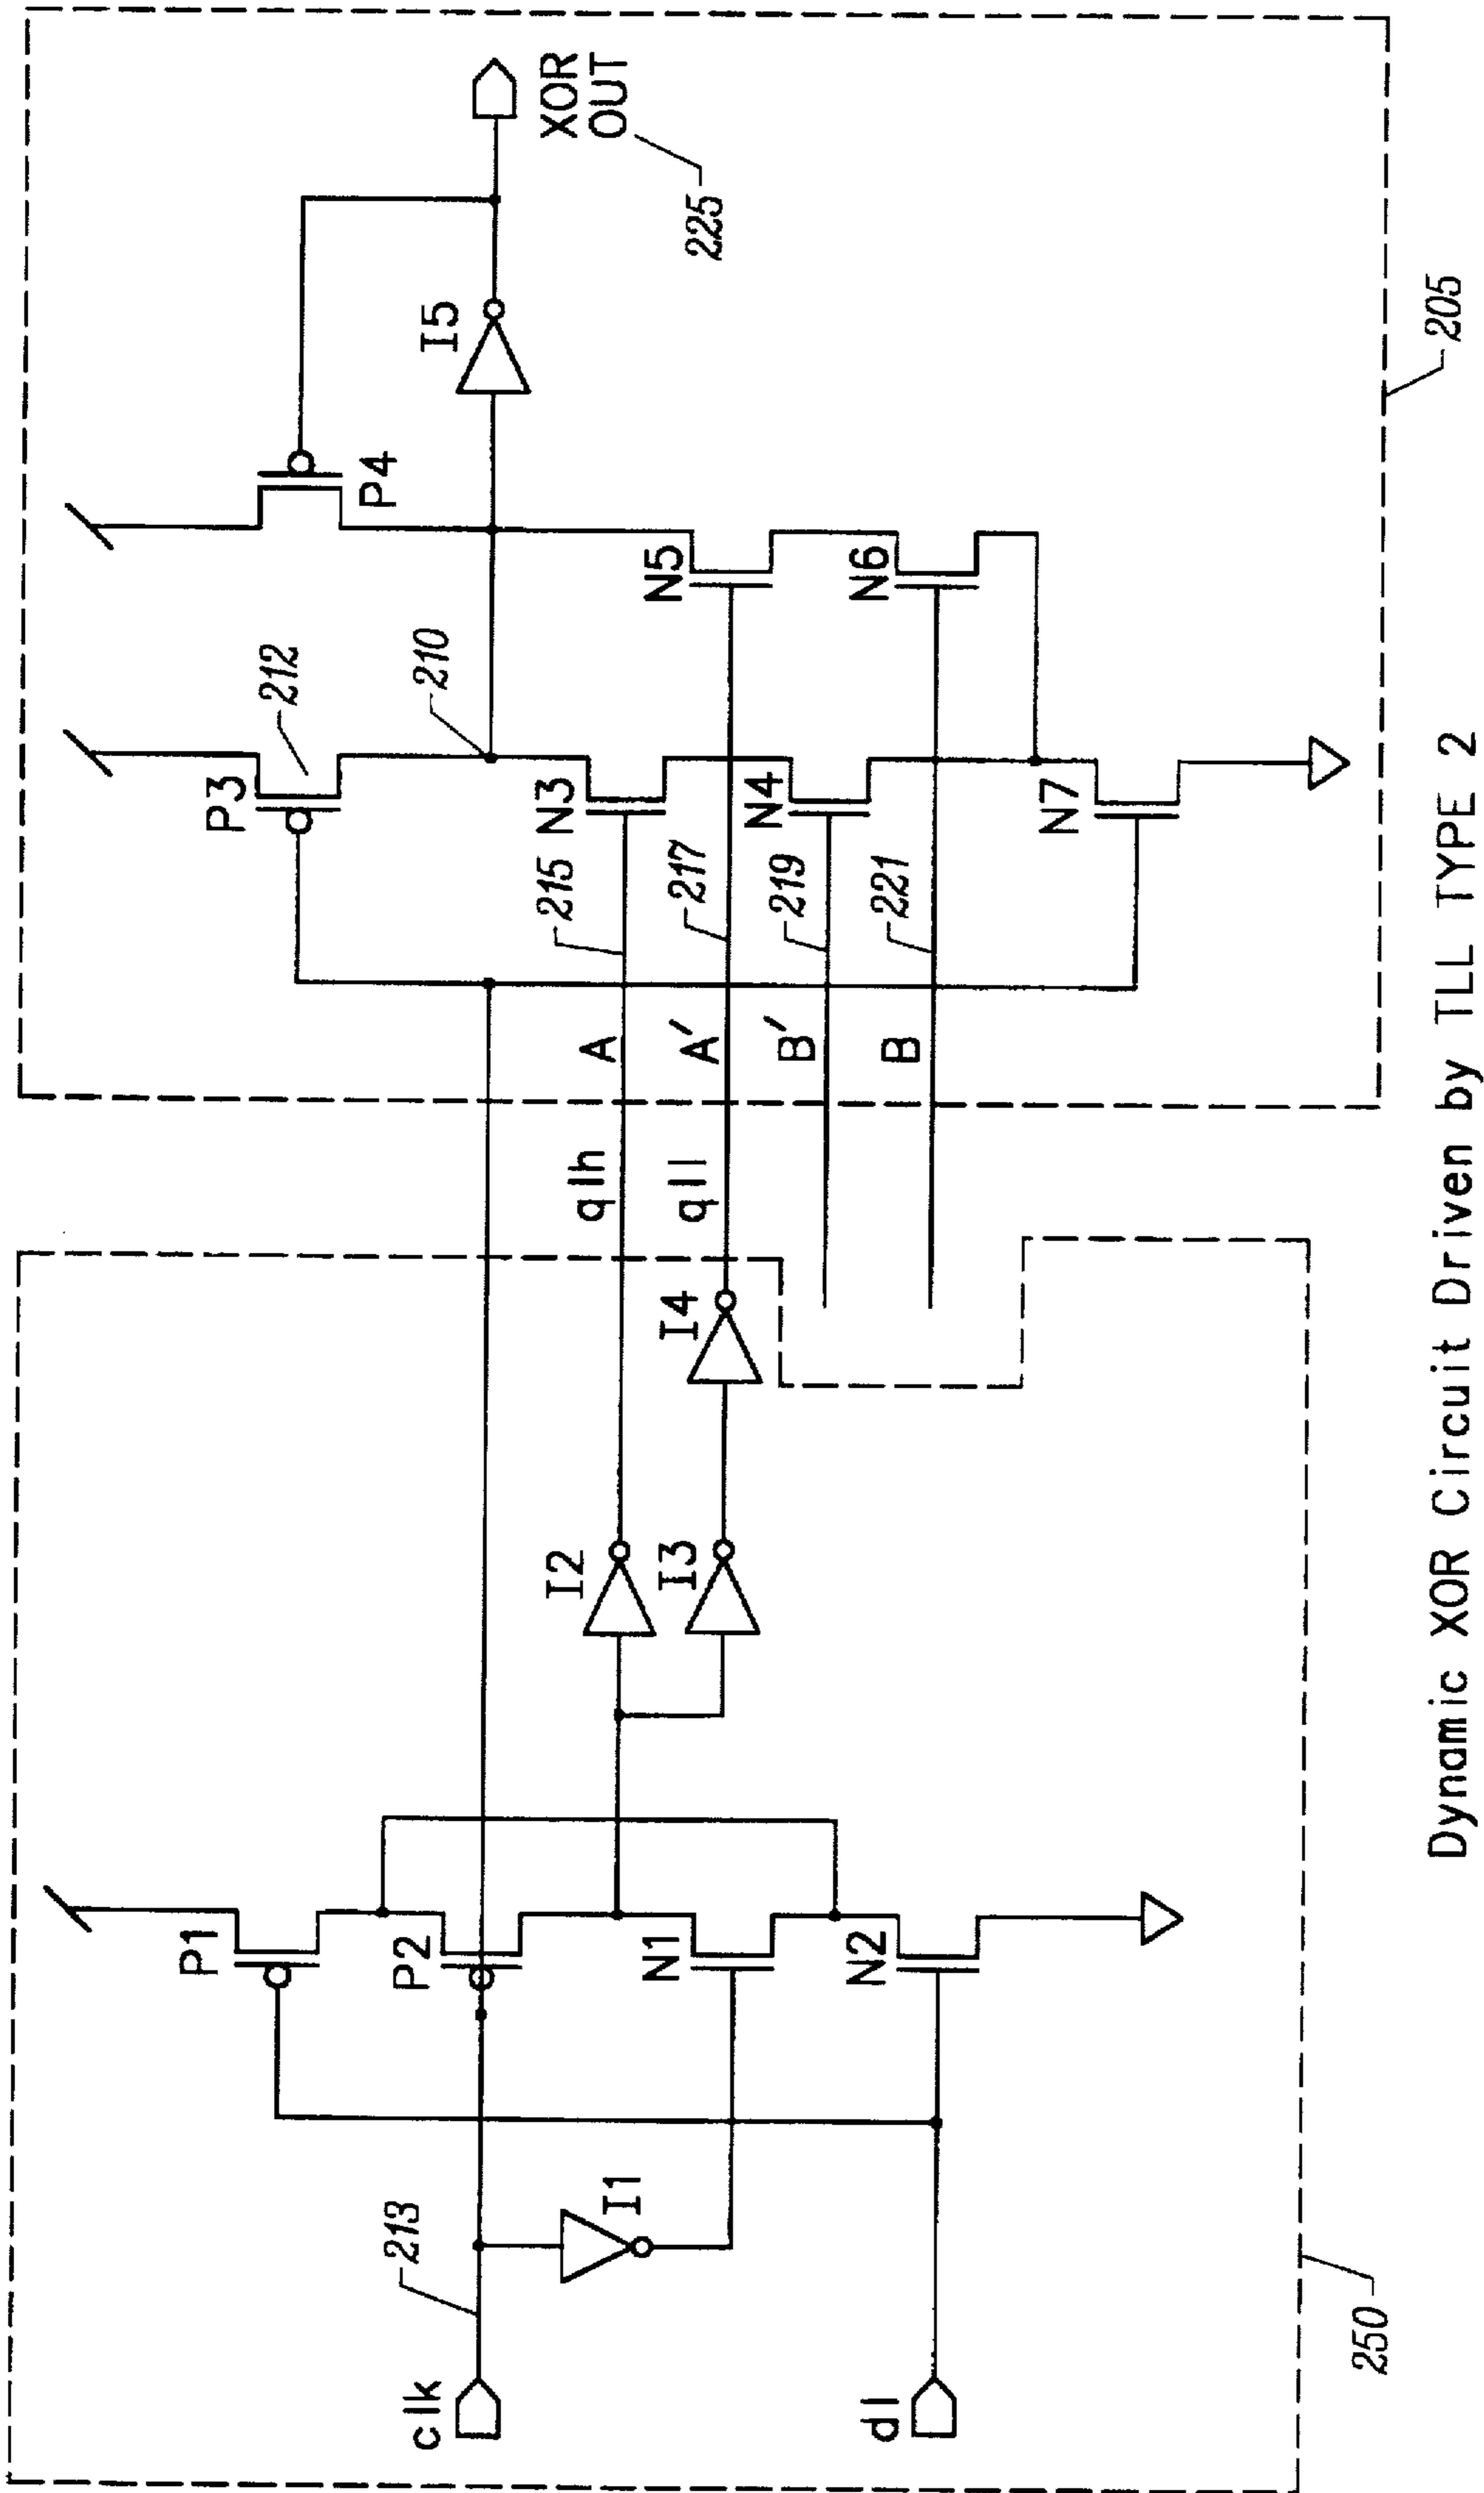 clk
213
I1
dl
P1
P2
N1
N2
I2
I3
I4
qlh
qll
A
A'
B'
B
215
217
219
221
P3
212
210
N3
N4
N7
P4
N5
N6
I5
XOR
OUT
225
205
250
Dynamic XOR Circuit Driven by TLL TYPE 2